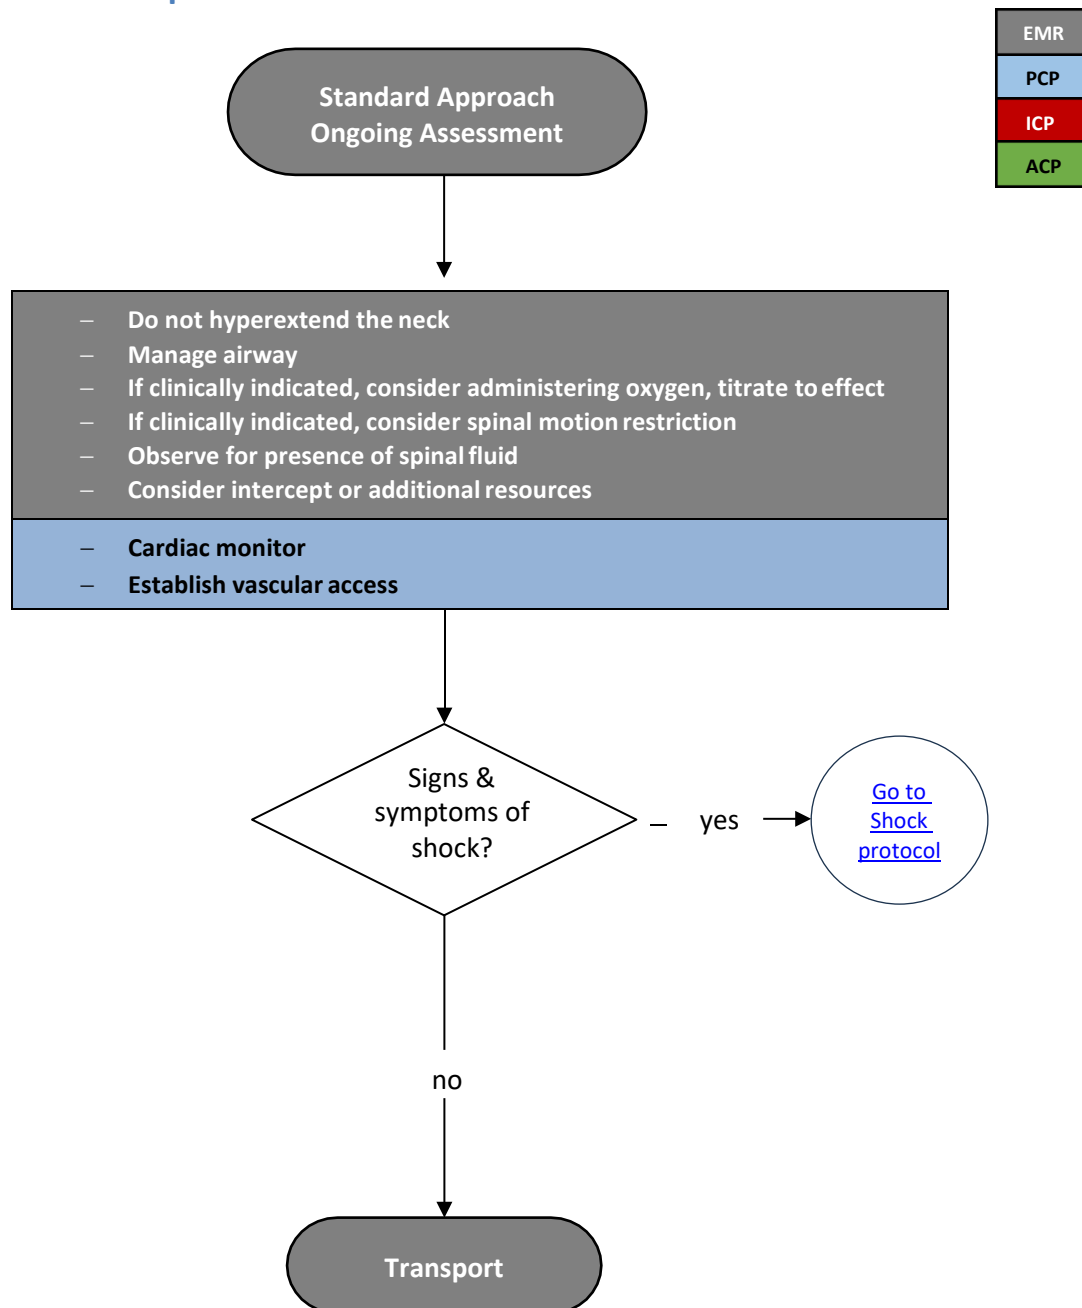 EMR
PCP
ICP
ACP
Standard Approach
Ongoing Assessment
– Do not hyperextend the neck
– Manage airway
– If clinically indicated, consider administering oxygen, titrate to effect
– If clinically indicated, consider spinal motion restriction
– Observe for presence of spinal fluid
– Consider intercept or additional resources
– Cardiac monitor
– Establish vascular access
Signs &
symptoms of
shock?
– yes
Go to
Shock
protocol
no
Transport